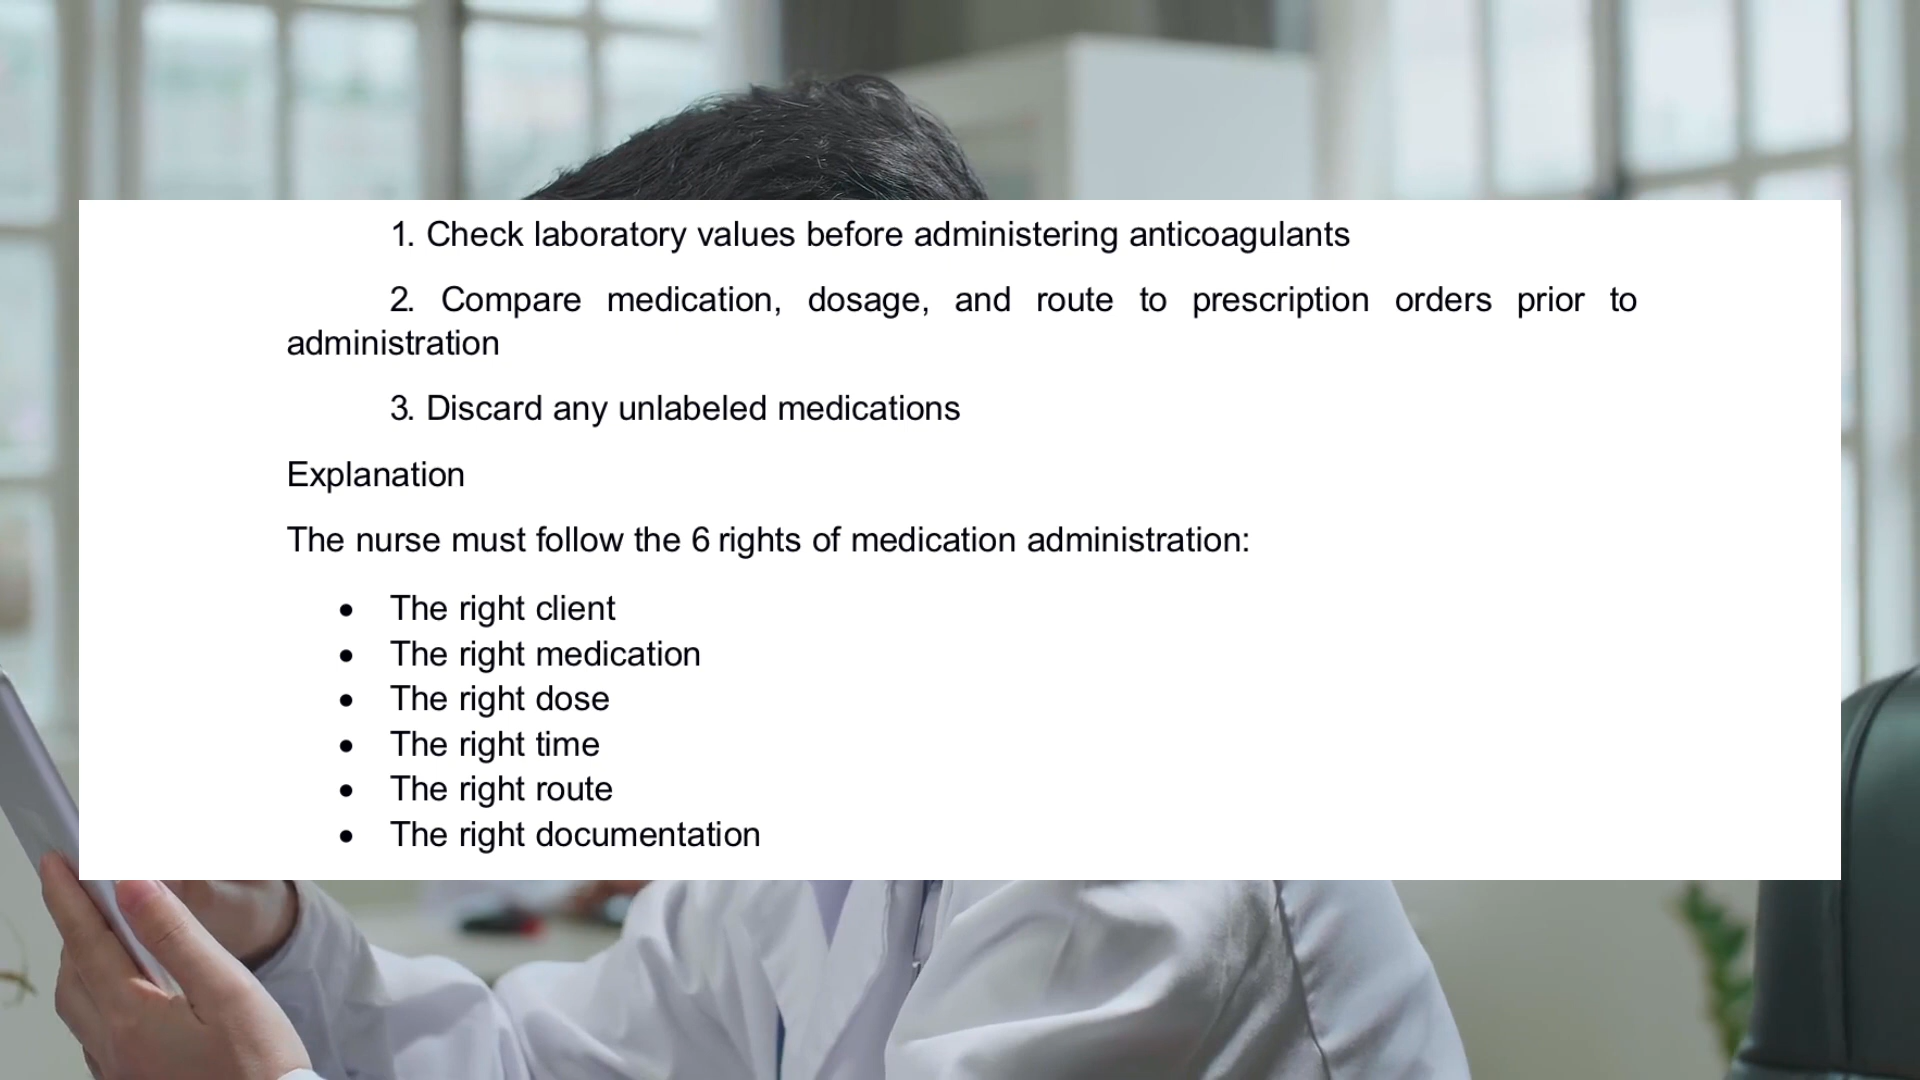 1. Check laboratory values before administering anticoagulants
2. Compare medication, dosage, and route to prescription orders prior to
administration
3. Discard any unlabeled medications
Explanation
The nurse must follow the 6 rights of medication administration:
• The right client
• The right medication
• The right dose
• The right time
• The right route
• The right documentation